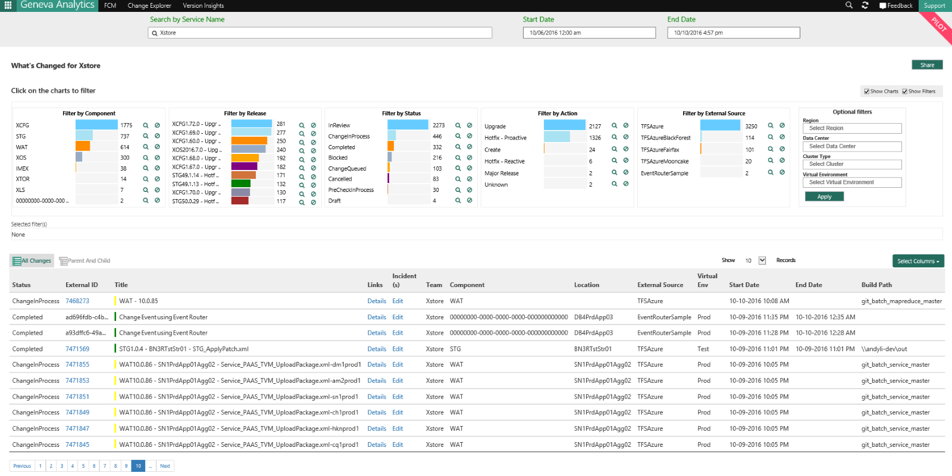 Geneva Analytics FCM Change Explorer Version Insights Feedback Support
PILOT
Search by Service Name Start Date End Date
Xstore 10/06/2016 12:00 am 10/10/2016 4:57 pm
What's Changed for Xstore Share
Click on the charts to filter Show Charts Show Filters
Filter by Component
XCFG 1775
STG 737
WAT 614
XOS 300
IMEX 38
XTOR 14
XLS 7
00000000-0000-000 ... 2
Filter by Release
XCFG1.72.0 - Upgr ... 281
XCFG1.69.0 - Upgr ... 277
XCFG1.60.0 - Upgr ... 250
XOS2016.7.0 - Upg ... 240
XCFG1.68.0 - Upgr ... 192
XCFG1.67.0 - Upgr ... 182
STG49.1.14 - Hotf ... 171
STG49.1.13 - Hotf ... 132
XCFG1.70.0 - Upgr ... 130
STG50.0.29 - Hotf ... 117
Filter by Status
InReview 2273
ChangeInProcess 446
Completed 332
Blocked 216
ChangeQueued 103
Cancelled 83
PreCheckInProcess 30
Draft 4
Filter by Action
Upgrade 2127
Hotfix - Proactive 1326
Create 24
Hotfix - Reactive 6
Major Release 2
Unknown 2
Filter by External Source
TFSAzure 3250
TFSAzureBlackForest 114
TFSAzureFairfax 101
TFSAzureMooncake 20
EventRouterSample 2
Optional filters
Region
Select Region
Data Center
Select Data Center
Cluster Type
Select Cluster
Virtual Environment
Select Virtual Environment
Apply
Selected filter(s)
None
All Changes Parent And Child Show 10 Records Select Columns
Status External ID Title Links Incident (s) Team Component Location External Source Virtual Env Start Date End Date Build Path
ChangeInProcess 7468273 WAT - 10.0.85 Details Edit Xstore WAT TFSAzure 10-10-2016 10:08 AM git_batch_mapreduce_master
Completed ad696fdb-c4b... Change Event using Event Router Details Edit Xstore 00000000-0000-0000-0000-000000000000 DB4PrdApp03 EventRouterSample Prod 10-09-2016 11:35 PM 10-10-2016 12:35 AM
Completed a93dffc6-49a... Change Event using Event Router Details Edit Xstore 00000000-0000-0000-0000-000000000000 DB4PrdApp03 EventRouterSample Prod 10-09-2016 11:28 PM 10-10-2016 12:28 AM
Completed 7471569 STG1.0.4 - BN3RTstStr01 - STG_ApplyPatch.xml Details Edit Xstore STG BN3RTstStr01 TFSAzure Test 10-09-2016 11:01 PM 10-09-2016 11:01 PM \\andyli-dev\out
ChangeInProcess 7471855 WAT10.0.86 - SN1PrdApp01Agg02 - Service_PAAS_TVM_UploadPackage.xml-dm1prod1 Details Edit Xstore WAT SN1PrdApp01Agg02 TFSAzure Prod 10-09-2016 10:05 PM git_batch_service_master
ChangeInProcess 7471853 WAT10.0.86 - SN1PrdApp01Agg02 - Service_PAAS_TVM_UploadPackage.xml-am2prod1 Details Edit Xstore WAT SN1PrdApp01Agg02 TFSAzure Prod 10-09-2016 10:05 PM git_batch_service_master
ChangeInProcess 7471851 WAT10.0.86 - SN1PrdApp01Agg02 - Service_PAAS_TVM_UploadPackage.xml-sn1prod1 Details Edit Xstore WAT SN1PrdApp01Agg02 TFSAzure Prod 10-09-2016 10:05 PM git_batch_service_master
ChangeInProcess 7471849 WAT10.0.86 - SN1PrdApp01Agg02 - Service_PAAS_TVM_UploadPackage.xml-ch1prod1 Details Edit Xstore WAT SN1PrdApp01Agg02 TFSAzure Prod 10-09-2016 10:05 PM git_batch_service_master
ChangeInProcess 7471847 WAT10.0.86 - SN1PrdApp01Agg02 - Service_PAAS_TVM_UploadPackage.xml-hknprod1 Details Edit Xstore WAT SN1PrdApp01Agg02 TFSAzure Prod 10-09-2016 10:05 PM git_batch_service_master
ChangeInProcess 7471845 WAT10.0.86 - SN1PrdApp01Agg02 - Service_PAAS_TVM_UploadPackage.xml-cq1prod1 Details Edit Xstore WAT SN1PrdApp01Agg02 TFSAzure Prod 10-09-2016 10:05 PM git_batch_service_master
Previous 1 2 3 4 5 6 7 8 9 10 ... Next